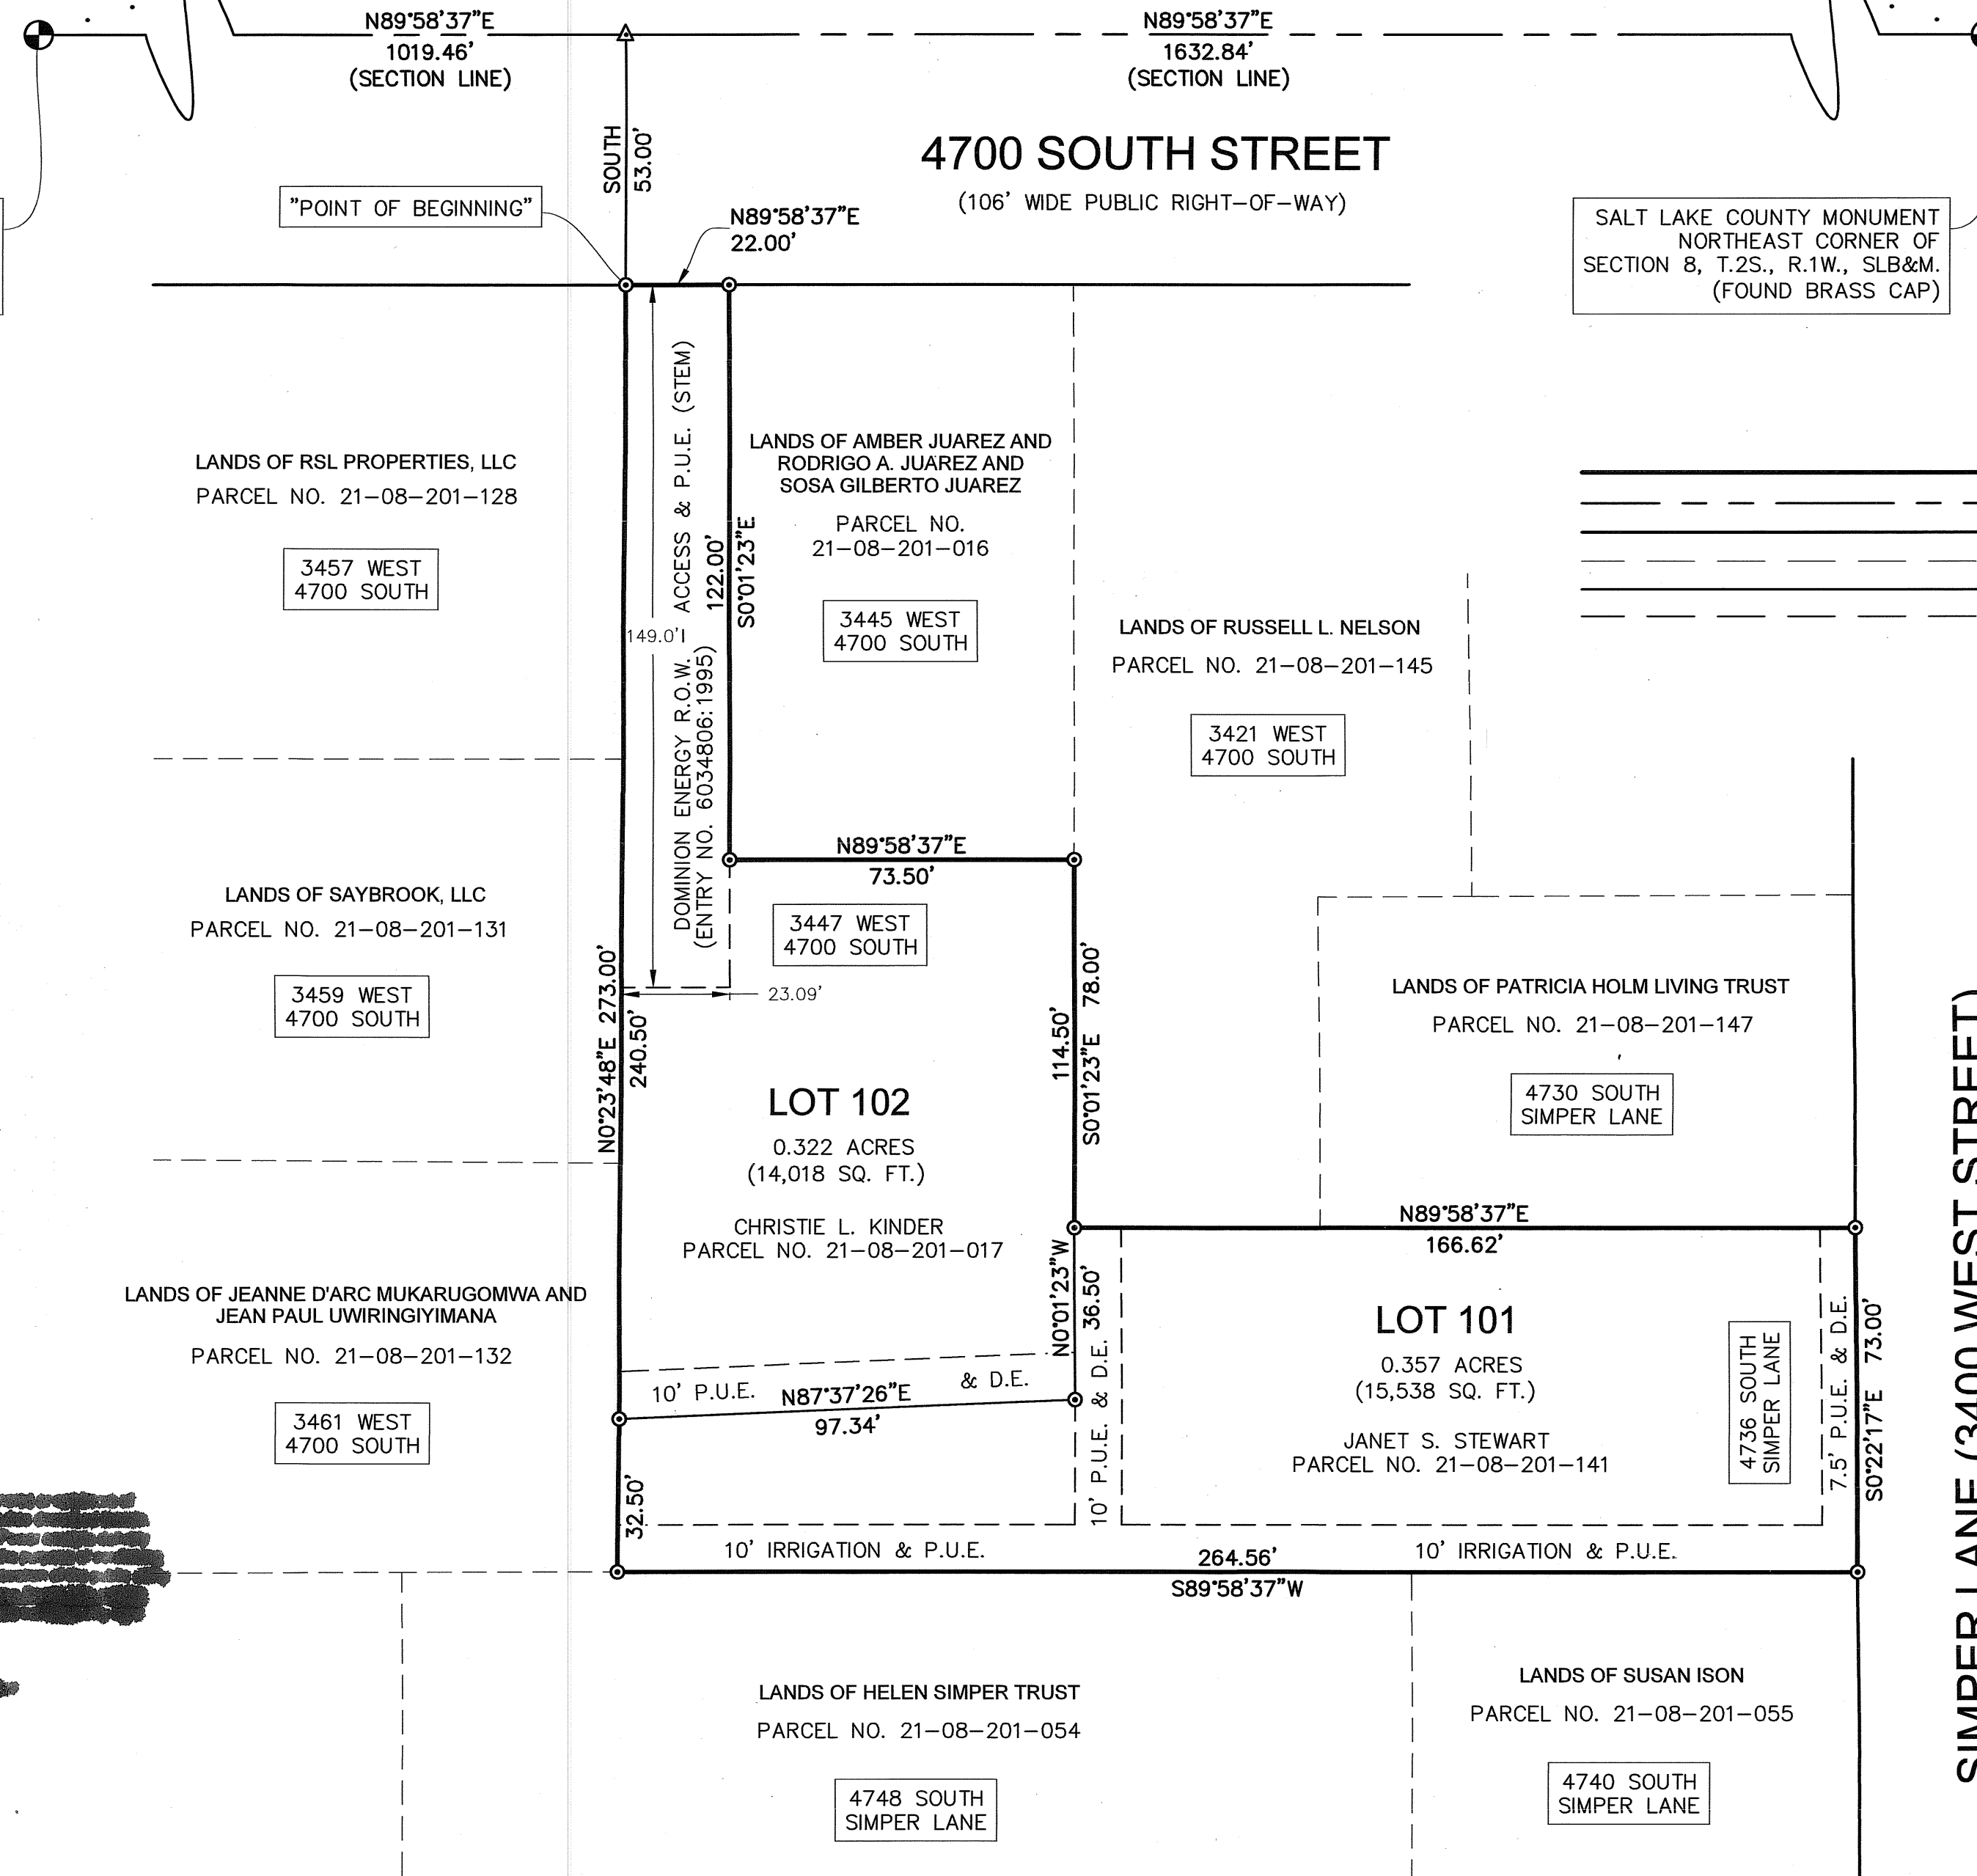 N89°58'37"E
1019.46'
(SECTION LINE)
N89°58'37"E
1632.84'
(SECTION LINE)
SOUTH
53.00'
4700 SOUTH STREET
(106' WIDE PUBLIC RIGHT-OF-WAY)
"POINT OF BEGINNING"
N89°58'37"E
22.00'
SALT LAKE COUNTY MONUMENT
NORTHEAST CORNER OF
SECTION 8, T.2S., R.1W., SLB&M.
(FOUND BRASS CAP)
LANDS OF RSL PROPERTIES, LLC
PARCEL NO. 21-08-201-128
3457 WEST
4700 SOUTH
149.0'
DOMINION ENERGY R.O.W. ACCESS & P.U.E. (STEM)
(ENTRY NO. 6034806:1995)
122.00'
S0°01'23"E
LANDS OF AMBER JUAREZ AND
RODRIGO A. JUAREZ AND
SOSA GILBERTO JUAREZ
PARCEL NO.
21-08-201-016
3445 WEST
4700 SOUTH
LANDS OF RUSSELL L. NELSON
PARCEL NO. 21-08-201-145
3421 WEST
4700 SOUTH
N89°58'37"E
73.50'
3447 WEST
4700 SOUTH
23.09'
LANDS OF SAYBROOK, LLC
PARCEL NO. 21-08-201-131
3459 WEST
4700 SOUTH
N0°23'48"E 273.00'
240.50'
114.50'
S0°01'23"E 78.00'
LANDS OF PATRICIA HOLM LIVING TRUST
PARCEL NO. 21-08-201-147
4730 SOUTH
SIMPER LANE
LOT 102
0.322 ACRES
(14,018 SQ. FT.)
CHRISTIE L. KINDER
PARCEL NO. 21-08-201-017
N89°58'37"E
166.62'
N0°01'23"W
36.50'
10' P.U.E. & D.E.
LOT 101
0.357 ACRES
(15,538 SQ. FT.)
JANET S. STEWART
PARCEL NO. 21-08-201-141
4736 SOUTH
SIMPER LANE
7.5' P.U.E. & D.E.
S0°22'17"E 73.00'
SIMPER LANE (3400 WEST STREET)
LANDS OF JEANNE D'ARC MUKARUGOMWA AND
JEAN PAUL UWIRINGIYIMANA
PARCEL NO. 21-08-201-132
3461 WEST
4700 SOUTH
10' P.U.E. & D.E.
N87°37'26"E
97.34'
32.50'
10' IRRIGATION & P.U.E.
10' IRRIGATION & P.U.E.
264.56'
S89°58'37"W
LANDS OF HELEN SIMPER TRUST
PARCEL NO. 21-08-201-054
4748 SOUTH
SIMPER LANE
LANDS OF SUSAN ISON
PARCEL NO. 21-08-201-055
4740 SOUTH
SIMPER LANE